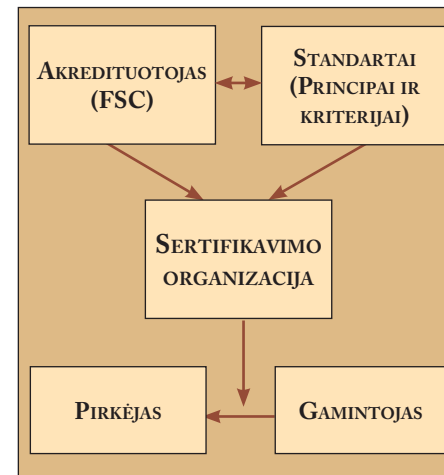 Akredituotojas
(FSC)
Standartai
(Principai ir
kriterijai)
Sertifikavimo
organizacija
Pirkėjas
Gamintojas